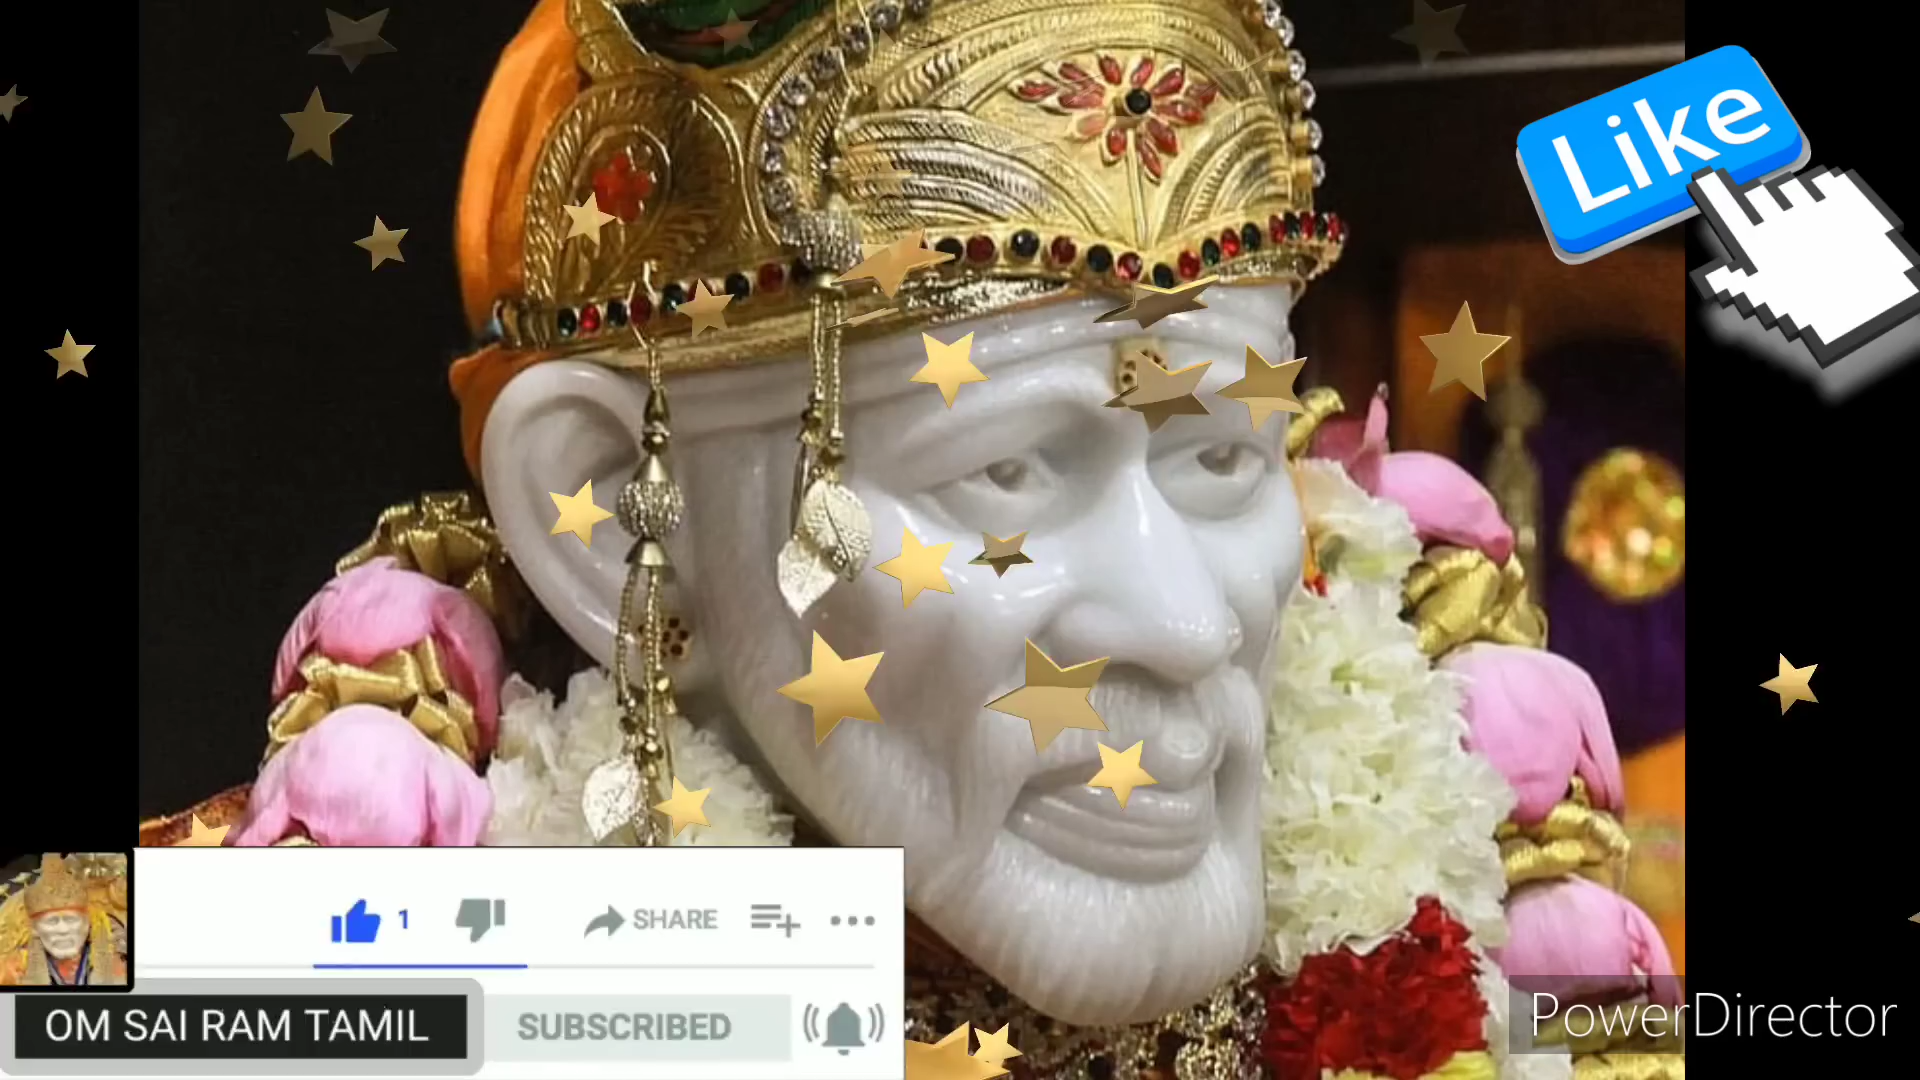 Like
1
SHARE
OM SAI RAM TAMIL
SUBSCRIBED
PowerDirector